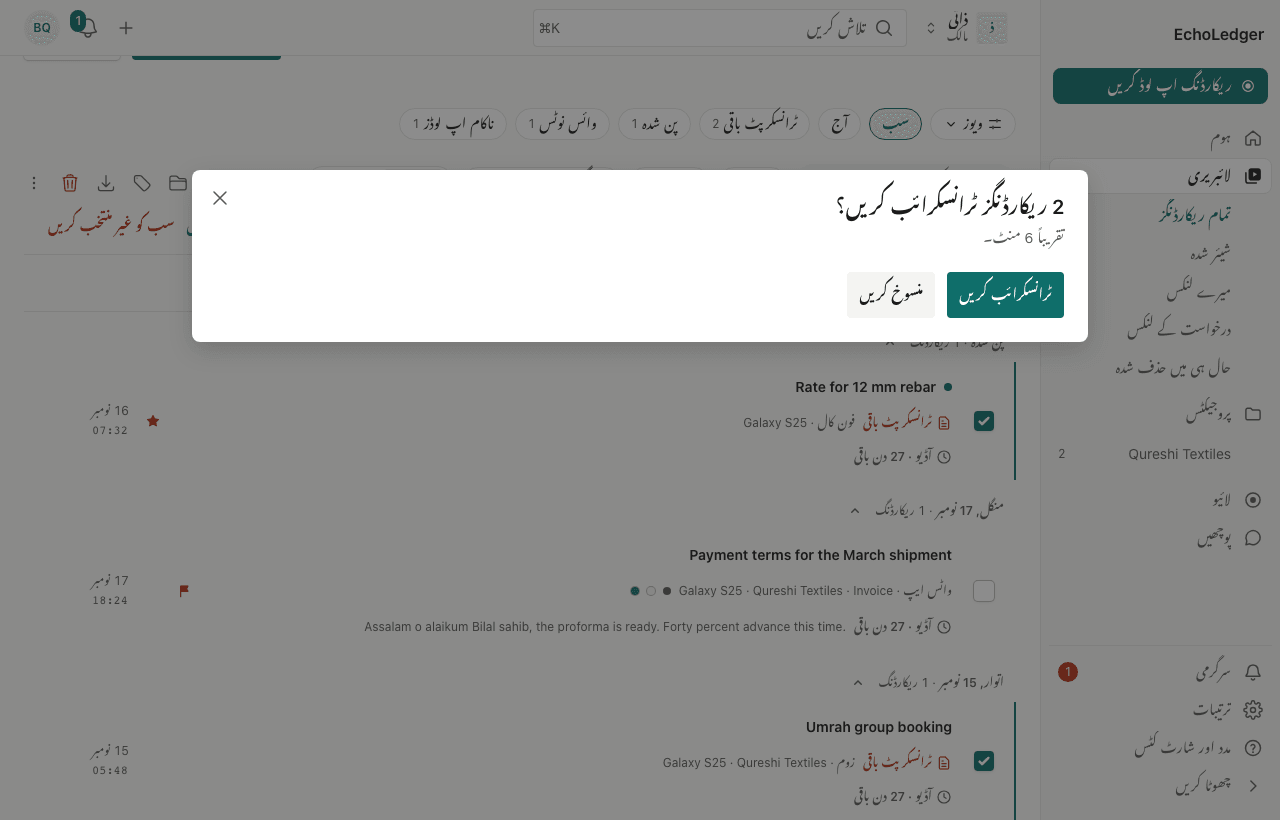 EchoLedger
ریکارڈنگ اپ لوڈ کریں
ہوم
لائبریری
تمام ریکارڈنگز
شیئر شدہ
میرے لنکس
درخواست کے لنکس
حال ہی میں حذف شدہ
پروجیکٹس
Qureshi Textiles 2
لائیو
پوچھیں
سرگرمی 1
ترتیبات
مدد اور شارٹ کٹس
چھوٹا کریں
ذ
ذاتی
مالک
تلاش کریں ⌘K
1
BQ
ویوز
سب
آج
ٹرانسکرپٹ باقی 2
پن شدہ 1
وائس نوٹس 1
ناکام اپ لوڈز 1
سب کو غیر منتخب کریں
2 ریکارڈنگز ٹرانسکرائب کریں؟
تقریباً 6 منٹ۔
ٹرانسکرائب کریں
منسوخ کریں
پن شدہ · 1 ریکارڈنگ
Rate for 12 mm rebar
ٹرانسکرپٹ باقی فون کال · Galaxy S25
آڈیو · 27 دن باقی
16 نومبر
07:32
منگل, 17 نومبر · 1 ریکارڈنگ
Payment terms for the March shipment
واٹس ایپ · Galaxy S25 · Qureshi Textiles · Invoice
آڈیو · 27 دن باقی Assalam o alaikum Bilal sahib, the proforma is ready. Forty percent advance this time.
17 نومبر
18:24
اتوار, 15 نومبر · 1 ریکارڈنگ
Umrah group booking
ٹرانسکرپٹ باقی زوم · Galaxy S25 · Qureshi Textiles
آڈیو · 27 دن باقی
15 نومبر
05:48